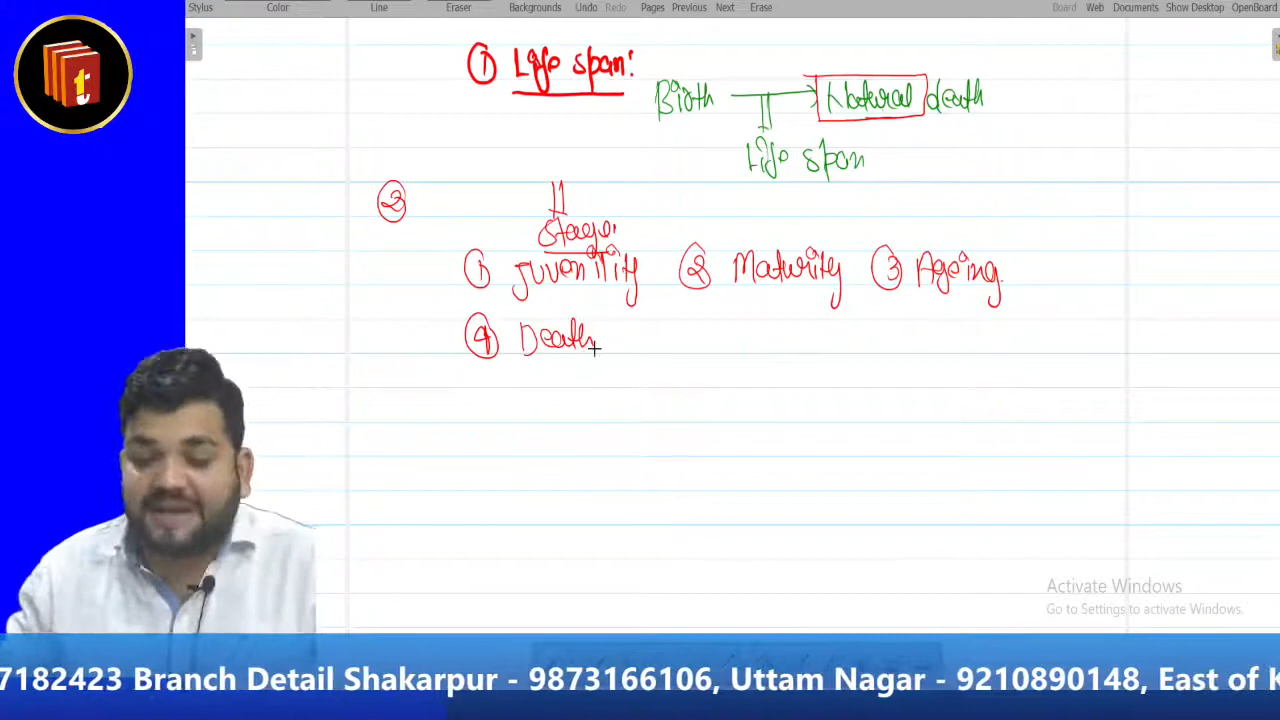 Stylus Color Line Eraser Backgrounds Undo Redo Pages Previous Next Erase Board Web Documents Show Desktop OpenBoard
t
① Life span:
Birth → Natural death
Life span
②
Stage:
① Juvenility ② Maturity ③ Ageing.
④ Death
Activate Windows
Go to Settings to activate Windows.
7182423 Branch Detail Shakarpur - 9873166106, Uttam Nagar - 9210890148, East of K